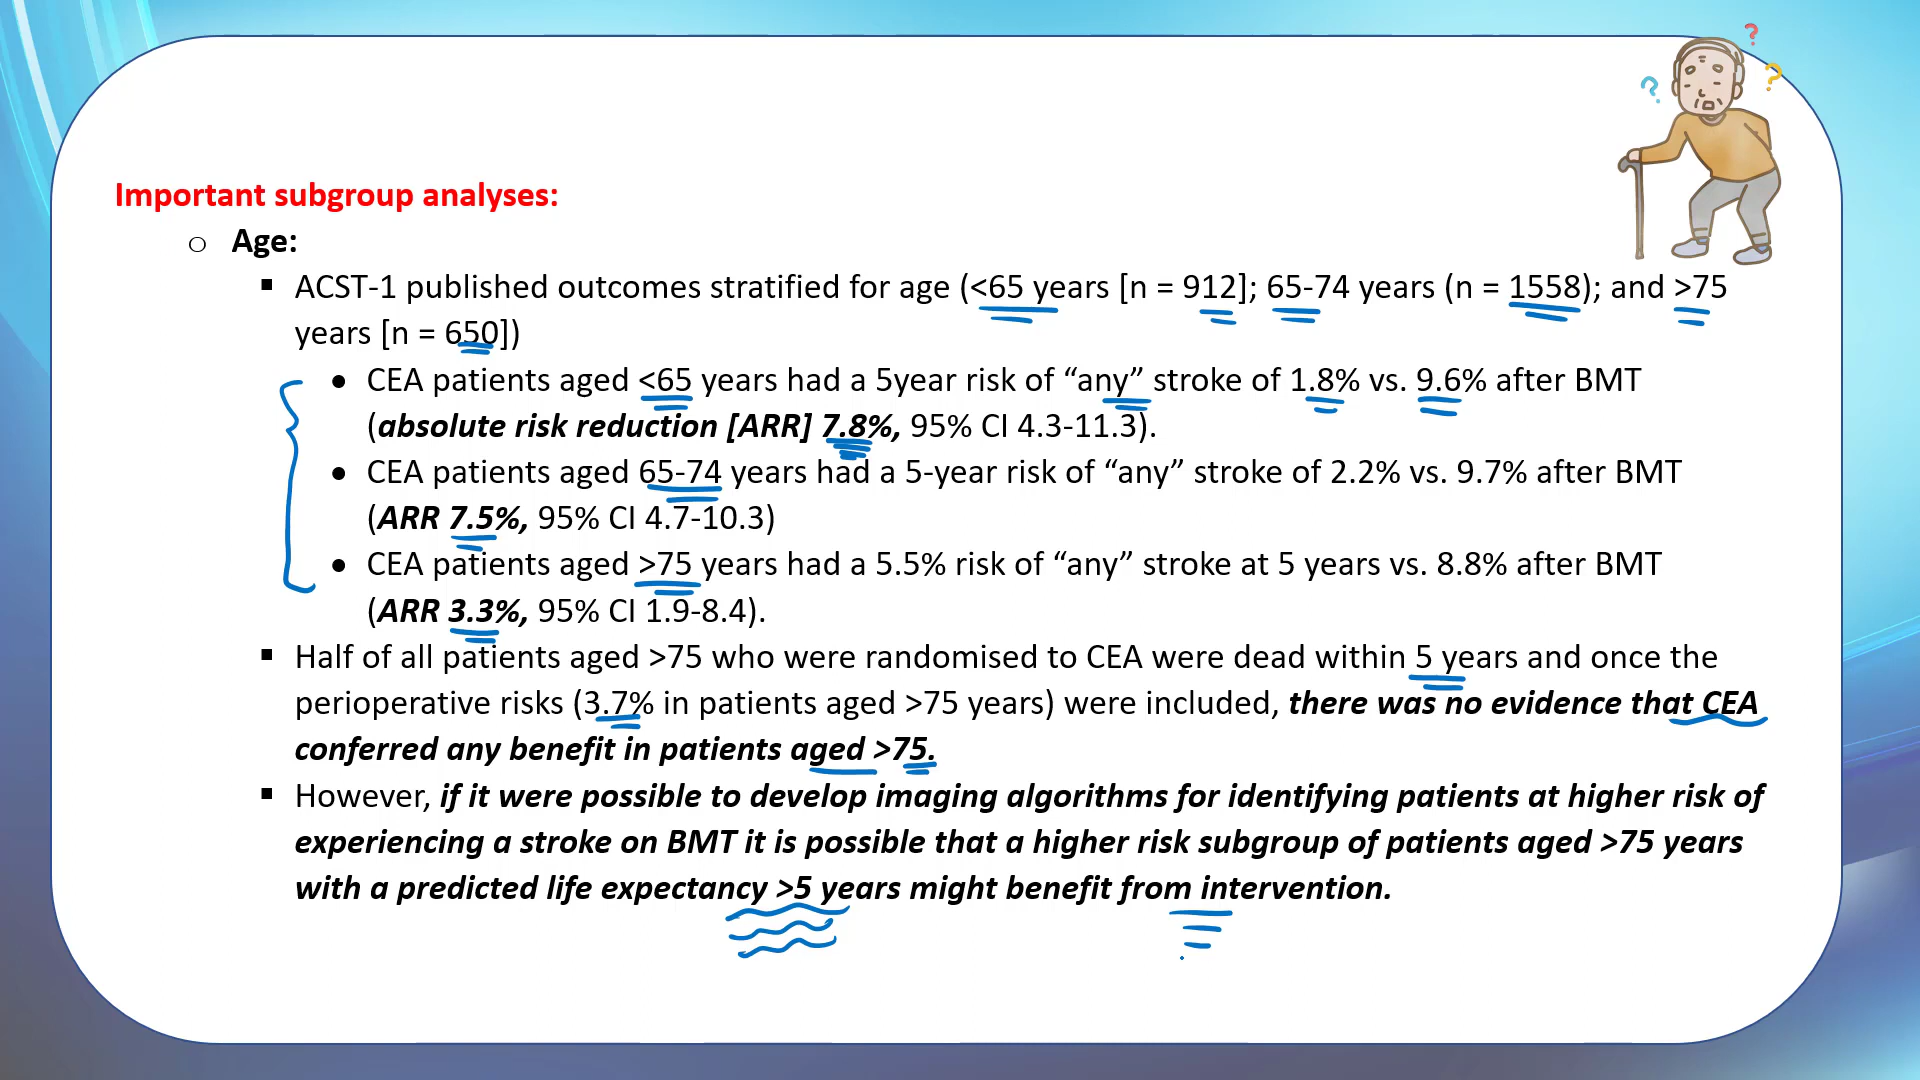 Important subgroup analyses:
o Age:
▪ ACST-1 published outcomes stratified for age (<65 years [n = 912]; 65-74 years (n = 1558); and >75
years [n = 650])
● CEA patients aged <65 years had a 5year risk of “any” stroke of 1.8% vs. 9.6% after BMT
(absolute risk reduction [ARR] 7.8%, 95% CI 4.3-11.3).
● CEA patients aged 65-74 years had a 5-year risk of “any” stroke of 2.2% vs. 9.7% after BMT
(ARR 7.5%, 95% CI 4.7-10.3)
● CEA patients aged >75 years had a 5.5% risk of “any” stroke at 5 years vs. 8.8% after BMT
(ARR 3.3%, 95% CI 1.9-8.4).
▪ Half of all patients aged >75 who were randomised to CEA were dead within 5 years and once the
perioperative risks (3.7% in patients aged >75 years) were included, there was no evidence that CEA
conferred any benefit in patients aged >75.
▪ However, if it were possible to develop imaging algorithms for identifying patients at higher risk of
experiencing a stroke on BMT it is possible that a higher risk subgroup of patients aged >75 years
with a predicted life expectancy >5 years might benefit from intervention.